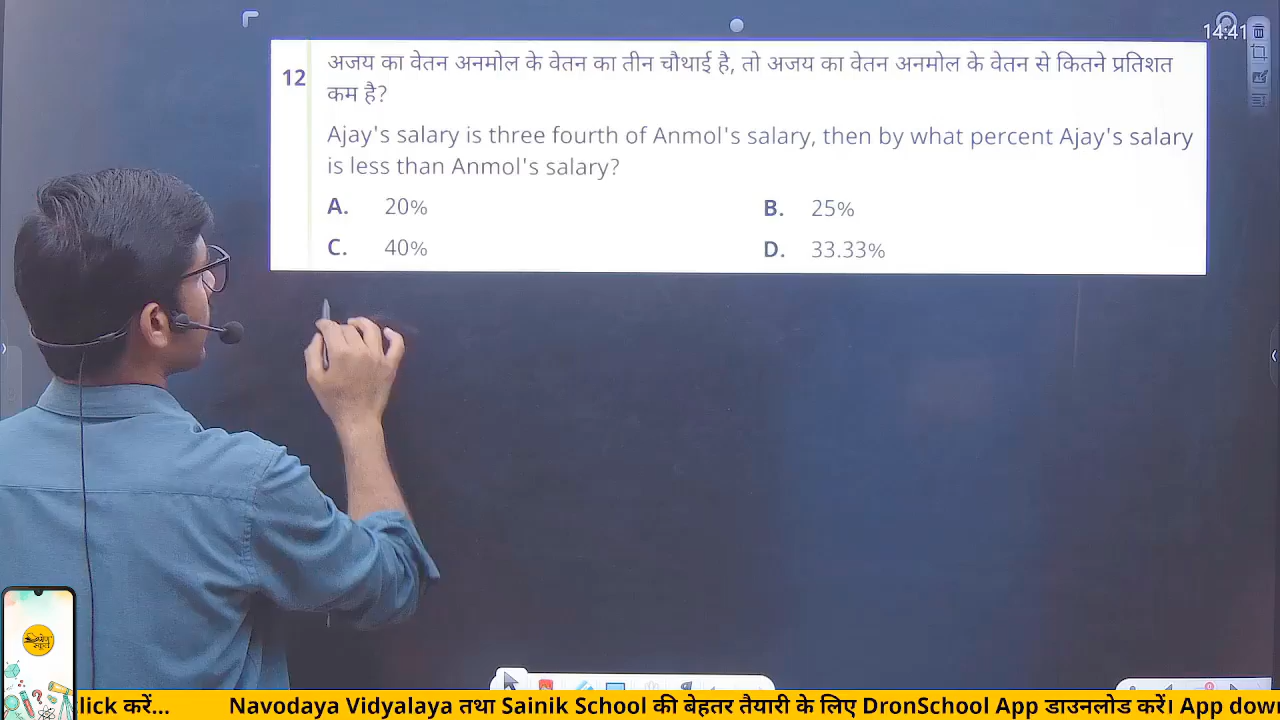 14:41
12
अजय का वेतन अनमोल के वेतन का तीन चौथाई है, तो अजय का वेतन अनमोल के वेतन से कितने प्रतिशत
कम है?
Ajay's salary is three fourth of Anmol's salary, then by what percent Ajay's salary
is less than Anmol's salary?
A. 20%
B. 25%
C. 40%
D. 33.33%
lick करें... Navodaya Vidyalaya तथा Sainik School की बेहतर तैयारी के लिए DronSchool App डाउनलोड करें। App dow